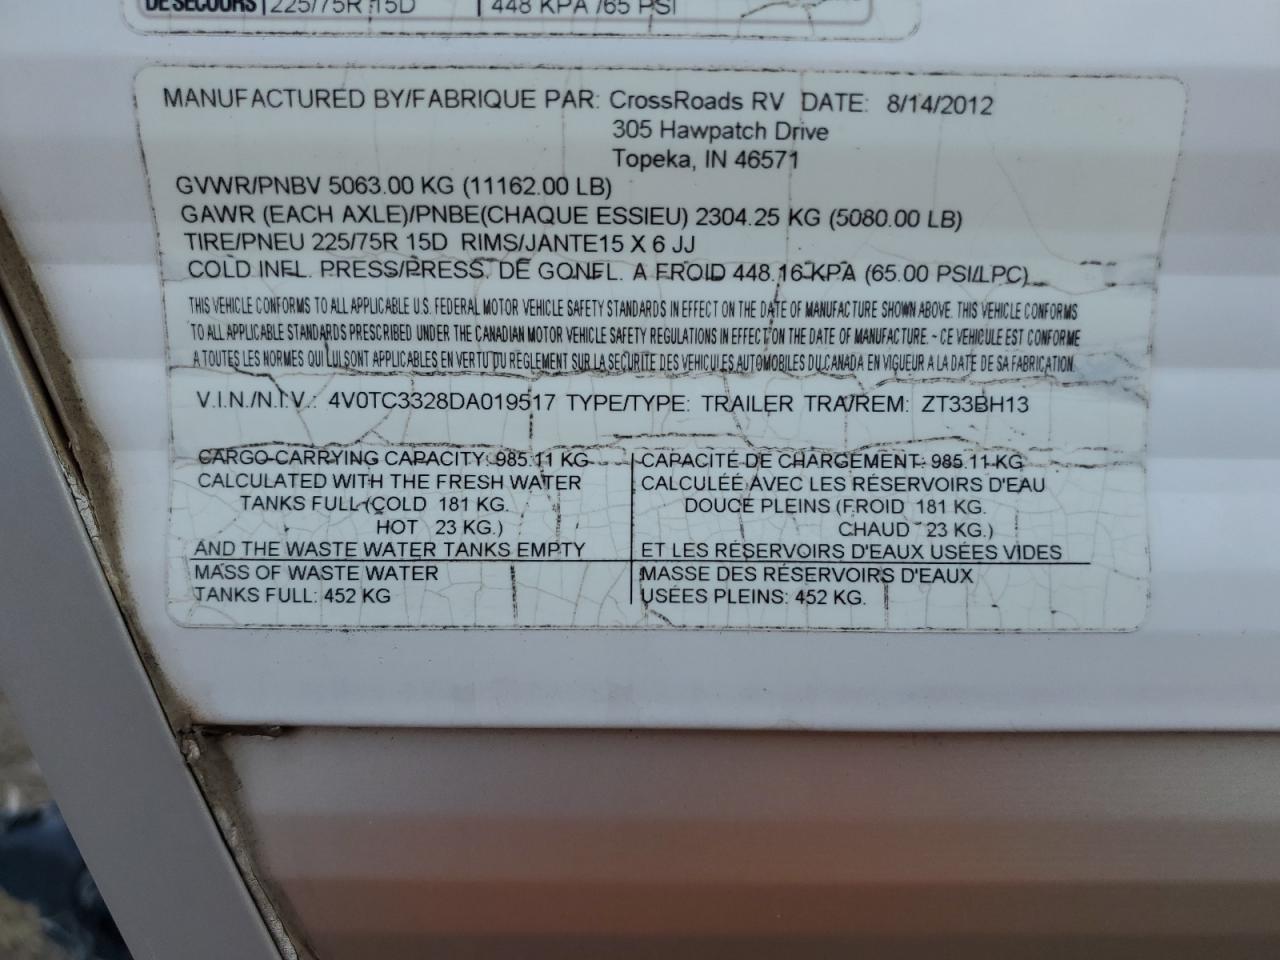 DE SECOURS 225/75R 15D 448 KPA /65 PSI
MANUFACTURED BY/FABRIQUE PAR: CrossRoads RV DATE: 8/14/2012
305 Hawpatch Drive
Topeka, IN 46571
GVWR/PNBV 5063.00 KG (11162.00 LB)
GAWR (EACH AXLE)/PNBE(CHAQUE ESSIEU) 2304.25 KG (5080.00 LB)
TIRE/PNEU 225/75R 15D RIMS/JANTE15 X 6 JJ
COLD INFL. PRESS/PRESS. DE GONFL. A FROID 448.16 KPA (65.00 PSI/LPC)
THIS VEHICLE CONFORMS TO ALL APPLICABLE U.S. FEDERAL MOTOR VEHICLE SAFETY STANDARDS IN EFFECT ON THE DATE OF MANUFACTURE SHOWN ABOVE. THIS VEHICLE CONFORMS
TO ALL APPLICABLE STANDARDS PRESCRIBED UNDER THE CANADIAN MOTOR VEHICLE SAFETY REGULATIONS IN EFFECT ON THE DATE OF MANUFACTURE. - CE VEHICULE EST CONFORME
A TOUTES LES NORMES QUI LUI SONT APPLICABLES EN VERTU DU REGLEMENT SUR LA SECURITE DES VEHICULES AUTOMOBILES DU CANADA EN VIGUEUR A LA DATE DE SA FABRICATION.
V.I.N./N.I.V.: 4V0TC3328DA019517 TYPE/TYPE: TRAILER TRA/REM: ZT33BH13
CARGO CARRYING CAPACITY: 985.11 KG
CALCULATED WITH THE FRESH WATER
TANKS FULL (COLD 181 KG.
HOT 23 KG.)
AND THE WASTE WATER TANKS EMPTY
MASS OF WASTE WATER
TANKS FULL: 452 KG
CAPACITÉ DE CHARGEMENT: 985.11 KG
CALCULÉE AVEC LES RÉSERVOIRS D'EAU
DOUCE PLEINS (FROID 181 KG.
CHAUD 23 KG.)
ET LES RÉSERVOIRS D'EAUX USÉES VIDES
MASSE DES RÉSERVOIRS D'EAUX
USÉES PLEINS: 452 KG.